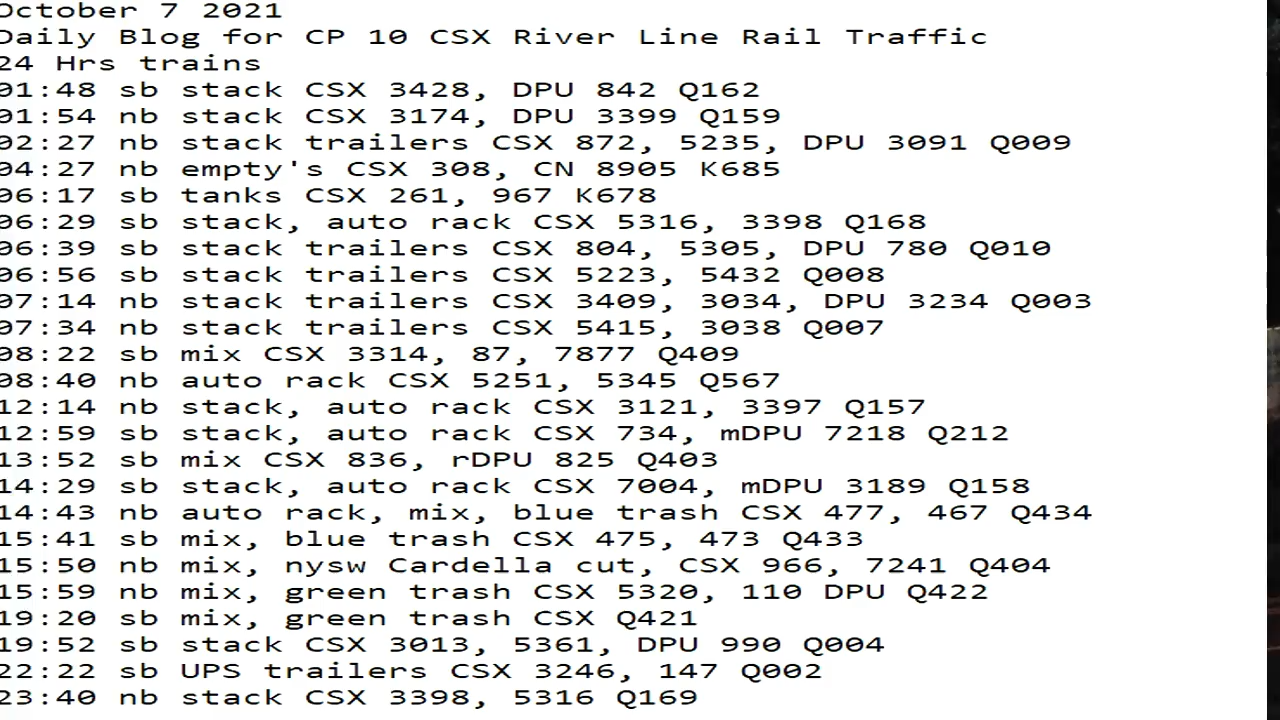 October 7 2021
Daily Blog for CP 10 CSX River Line Rail Traffic
24 Hrs trains
01:48 sb stack CSX 3428, DPU 842 Q162
01:54 nb stack CSX 3174, DPU 3399 Q159
02:27 nb stack trailers CSX 872, 5235, DPU 3091 Q009
04:27 nb empty's CSX 308, CN 8905 K685
06:17 sb tanks CSX 261, 967 K678
06:29 sb stack, auto rack CSX 5316, 3398 Q168
06:39 sb stack trailers CSX 804, 5305, DPU 780 Q010
06:56 sb stack trailers CSX 5223, 5432 Q008
07:14 nb stack trailers CSX 3409, 3034, DPU 3234 Q003
07:34 nb stack trailers CSX 5415, 3038 Q007
08:22 sb mix CSX 3314, 87, 7877 Q409
08:40 nb auto rack CSX 5251, 5345 Q567
12:14 nb stack, auto rack CSX 3121, 3397 Q157
12:59 sb stack, auto rack CSX 734, mDPU 7218 Q212
13:52 sb mix CSX 836, rDPU 825 Q403
14:29 sb stack, auto rack CSX 7004, mDPU 3189 Q158
14:43 nb auto rack, mix, blue trash CSX 477, 467 Q434
15:41 sb mix, blue trash CSX 475, 473 Q433
15:50 nb mix, nysw Cardella cut, CSX 966, 7241 Q404
15:59 nb mix, green trash CSX 5320, 110 DPU Q422
19:20 sb mix, green trash CSX Q421
19:52 sb stack CSX 3013, 5361, DPU 990 Q004
22:22 sb UPS trailers CSX 3246, 147 Q002
23:40 nb stack CSX 3398, 5316 Q169